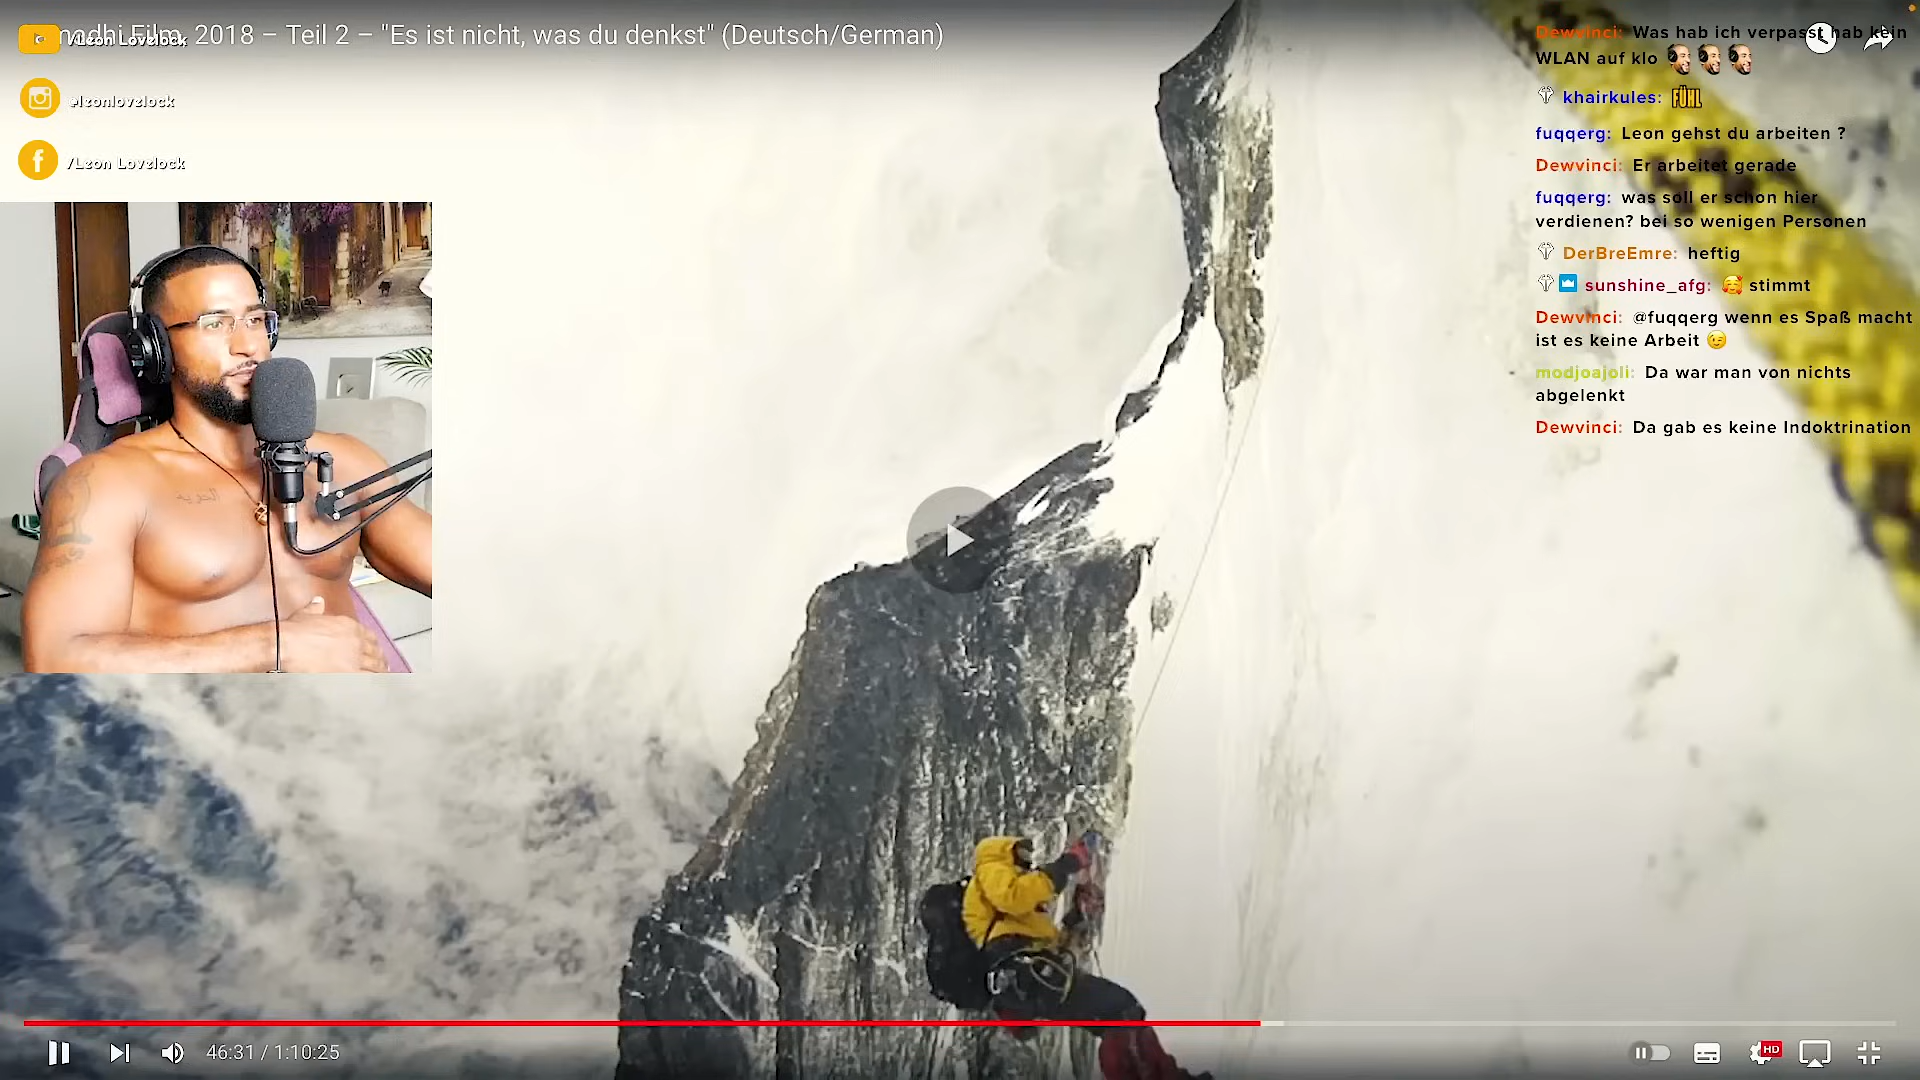 madhi Film, 2018 – Teil 2 – "Es ist nicht, was du denkst" (Deutsch/German)
/Leon Lovelock
@leonlovelock
/Leon Lovelock
Dewvinci: Was hab ich verpasst hab kein
WLAN auf klo
khairkules: FÜHL
fuqqerg: Leon gehst du arbeiten ?
Dewvinci: Er arbeitet gerade
fuqqerg: was soll er schon hier
verdienen? bei so wenigen Personen
DerBreEmre: heftig
sunshine_afg: 🥰 stimmt
Dewvinci: @fuqqerg wenn es Spaß macht
ist es keine Arbeit 😉
modjoajoli: Da war man von nichts
abgelenkt
Dewvinci: Da gab es keine Indoktrination
46:31 / 1:10:25
HD